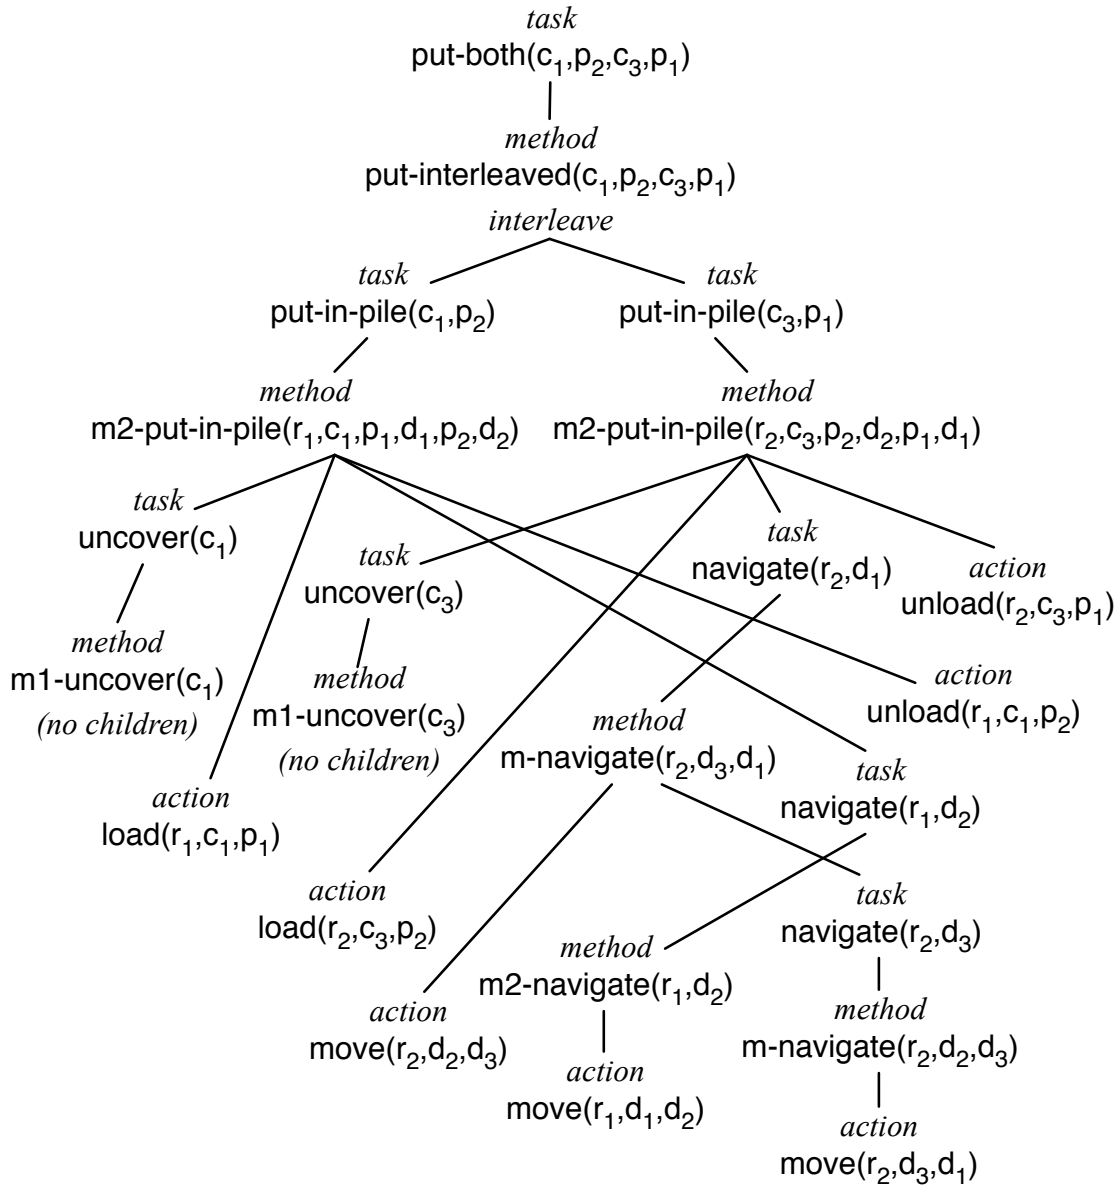 task
put-both(c₁,p₂,c₃,p₁)
method
put-interleaved(c₁,p₂,c₃,p₁)
interleave
task
put-in-pile(c₁,p₂)
task
put-in-pile(c₃,p₁)
method
m2-put-in-pile(r₁,c₁,p₁,d₁,p₂,d₂)
method
m2-put-in-pile(r₂,c₃,p₂,d₂,p₁,d₁)
task
uncover(c₁)
task
uncover(c₃)
task
navigate(r₂,d₁)
action
unload(r₂,c₃,p₁)
method
m1-uncover(c₁)
(no children)
method
m1-uncover(c₃)
(no children)
action
unload(r₁,c₁,p₂)
method
m-navigate(r₂,d₃,d₁)
task
navigate(r₁,d₂)
action
load(r₁,c₁,p₁)
action
load(r₂,c₃,p₂)
task
navigate(r₂,d₃)
method
m2-navigate(r₁,d₂)
action
move(r₂,d₂,d₃)
method
m-navigate(r₂,d₂,d₃)
action
move(r₁,d₁,d₂)
action
move(r₂,d₃,d₁)